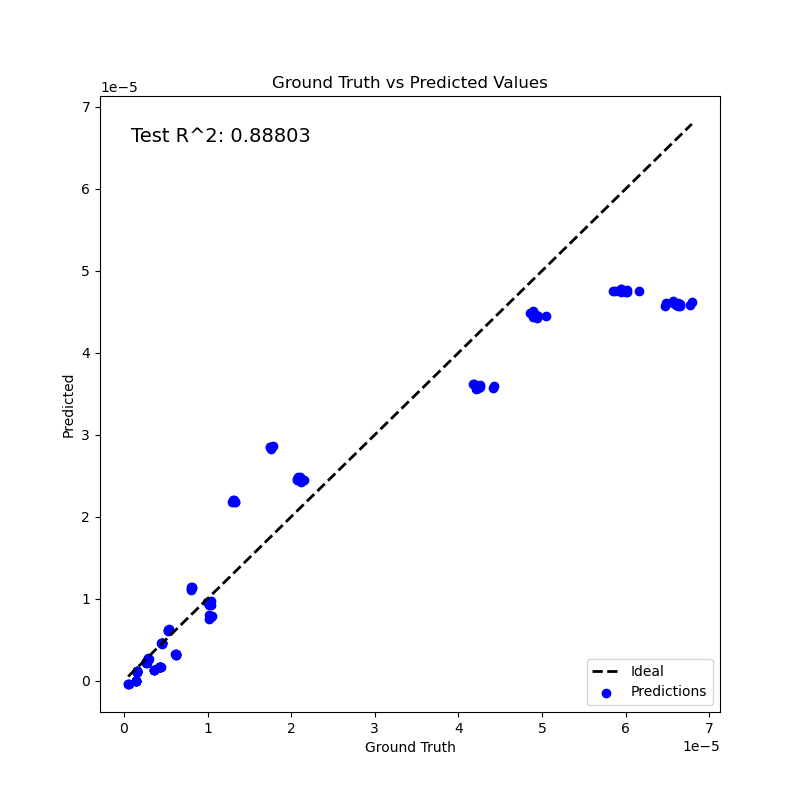 Ground Truth vs Predicted Values
1e−5
Test R^2: 0.88803
7
6
5
4
3
2
1
0
Predicted
Ideal
Predictions
0 1 2 3 4 5 6 7
Ground Truth
1e−5